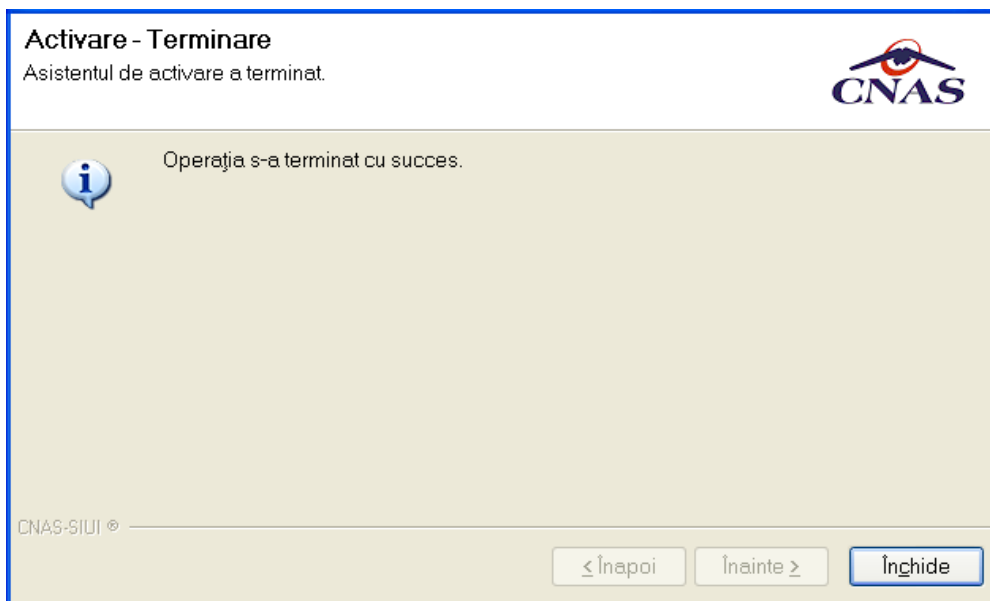 Activare - Terminare
Asistentul de activare a terminat.
CNAS
Operaţia s-a terminat cu succes.
CNAS-SIUI ®
< Înapoi
Înainte >
Închide